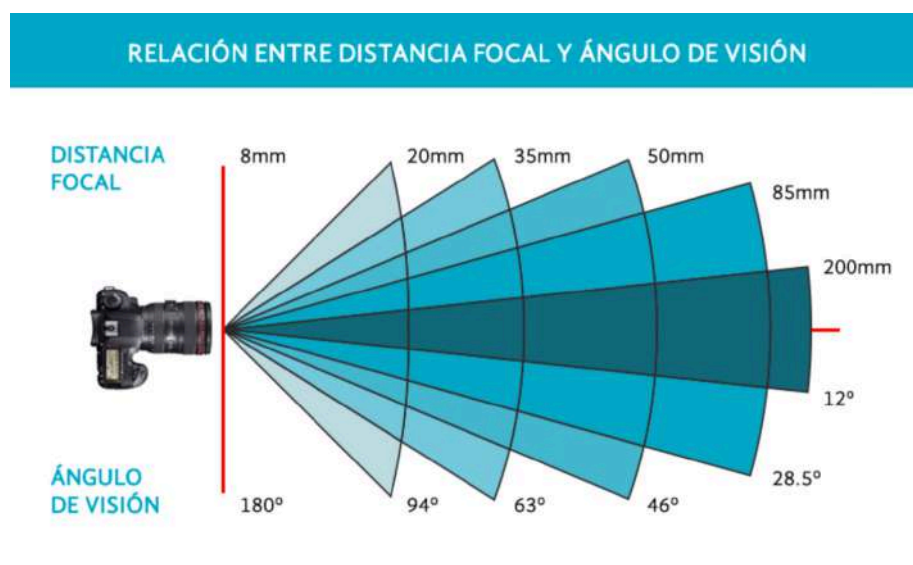 RELACIÓN ENTRE DISTANCIA FOCAL Y ÁNGULO DE VISIÓN
DISTANCIA
FOCAL
8mm
20mm
35mm
50mm
85mm
200mm
12º
28.5º
ÁNGULO
DE VISIÓN
180º
94º
63º
46º